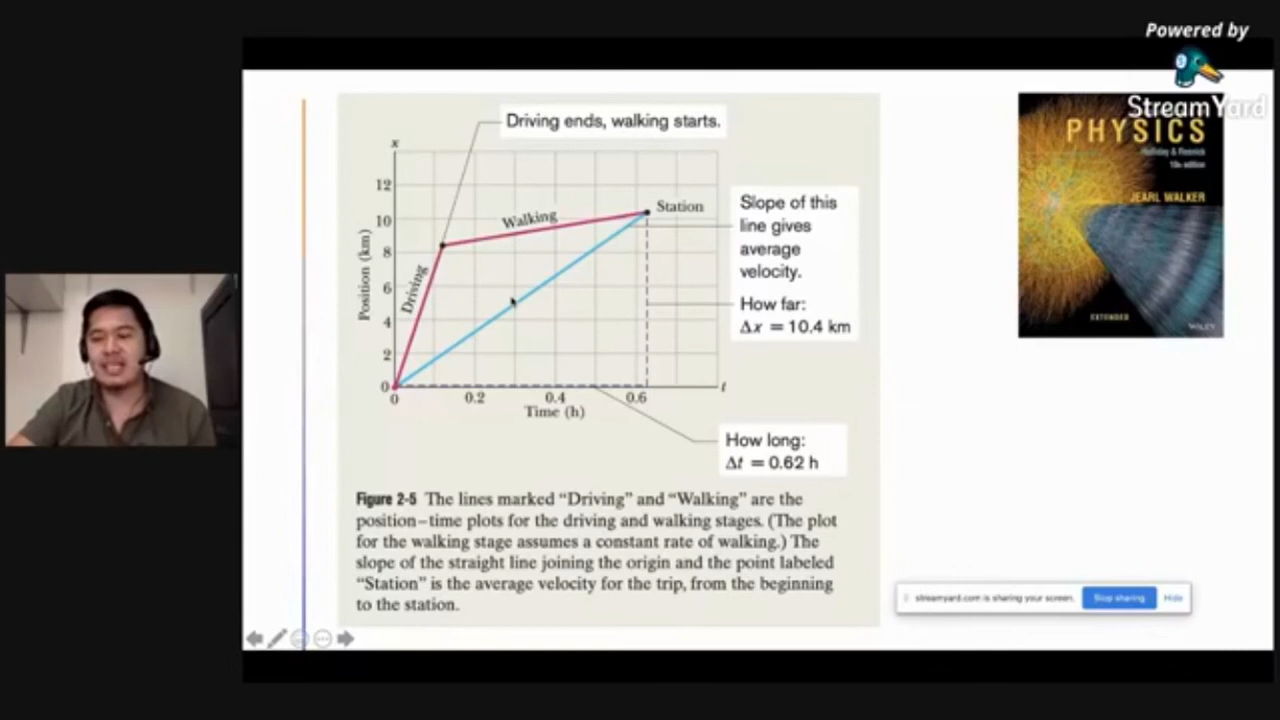 Powered by
StreamYard
Driving ends, walking starts.
x
12
10
8
6
4
2
0
Position (km)
Driving
Walking
Station
0
0.2
0.4
0.6
t
Time (h)
Slope of this
line gives
average
velocity.
How far:
Δx = 10.4 km
How long:
Δt = 0.62 h
Figure 2-5 The lines marked “Driving” and “Walking” are the
position–time plots for the driving and walking stages. (The plot
for the walking stage assumes a constant rate of walking.) The
slope of the straight line joining the origin and the point labeled
“Station” is the average velocity for the trip, from the beginning
to the station.
PHYSICS
Halliday & Resnick
10th edition
JEARL WALKER
EXTENDED
WILEY
streamyard.com is sharing your screen.
Stop sharing
Hide